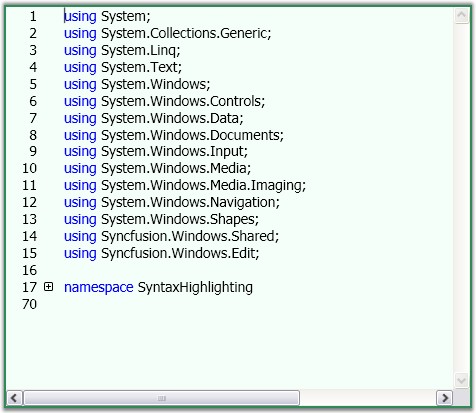 1 using System;
2 using System.Collections.Generic;
3 using System.Linq;
4 using System.Text;
5 using System.Windows;
6 using System.Windows.Controls;
7 using System.Windows.Data;
8 using System.Windows.Documents;
9 using System.Windows.Input;
10 using System.Windows.Media;
11 using System.Windows.Media.Imaging;
12 using System.Windows.Navigation;
13 using System.Windows.Shapes;
14 using Syncfusion.Windows.Shared;
15 using Syncfusion.Windows.Edit;
16
17 namespace SyntaxHighlighting
70